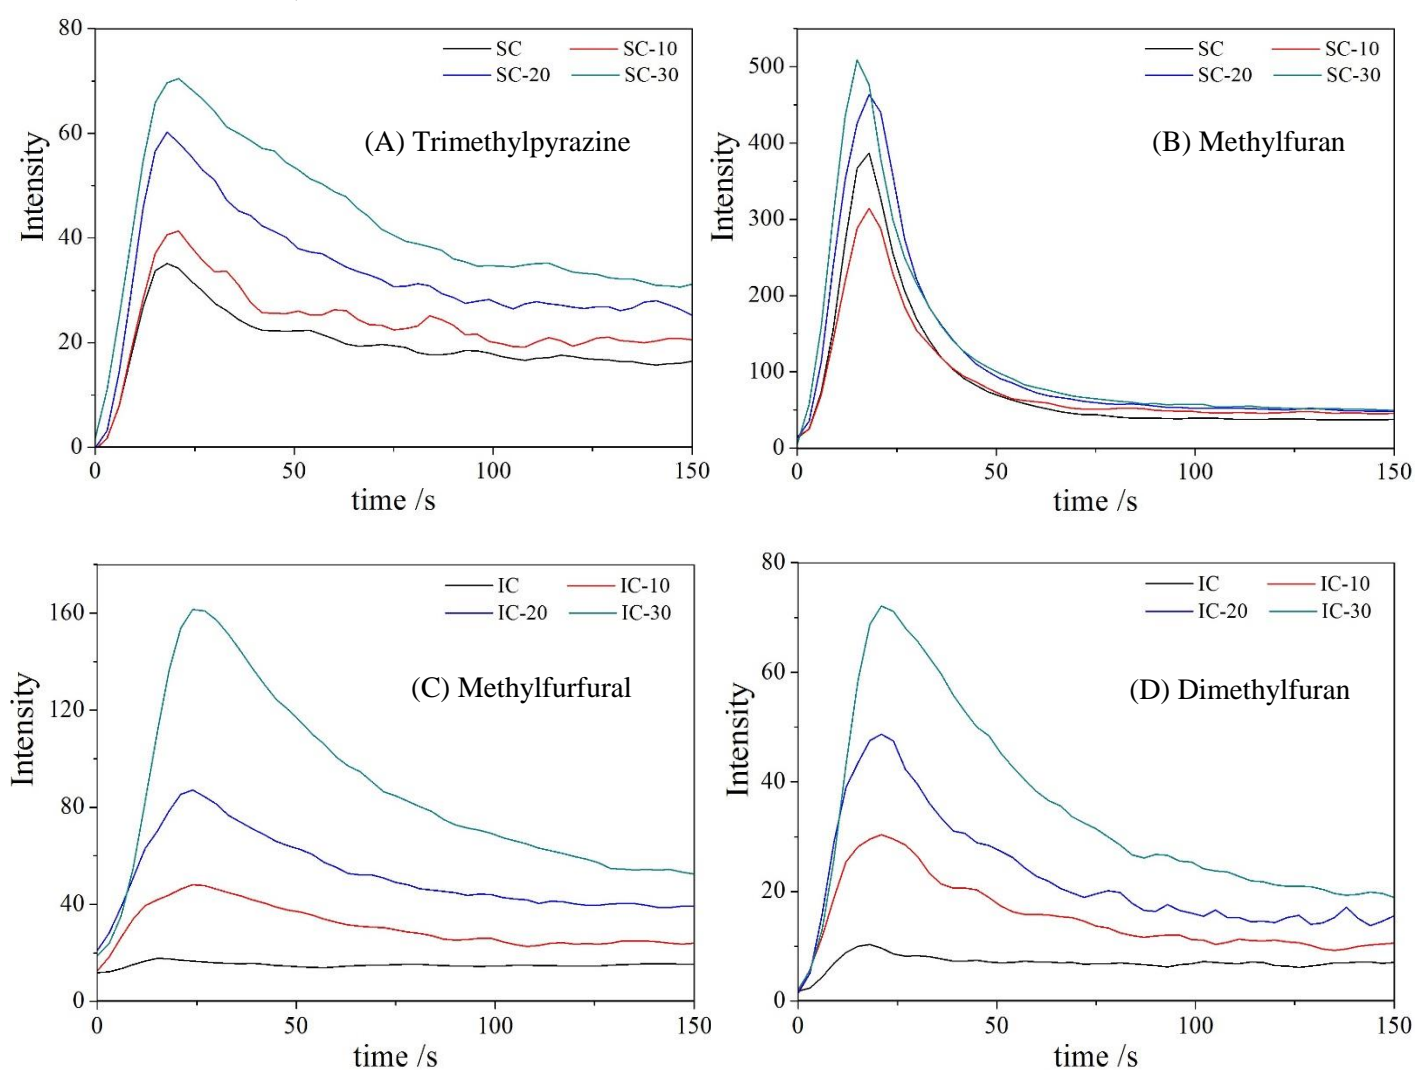 80
60
40
20
0
Intensity
SC
SC-10
SC-20
SC-30
(A) Trimethylpyrazine
0
50
100
150
time /s
500
400
300
200
100
0
Intensity
SC
SC-10
SC-20
SC-30
(B) Methylfuran
0
50
100
150
time /s
160
120
80
40
0
Intensity
IC
IC-10
IC-20
IC-30
(C) Methylfurfural
0
50
100
150
time /s
80
60
40
20
0
Intensity
IC
IC-10
IC-20
IC-30
(D) Dimethylfuran
0
50
100
150
time /s